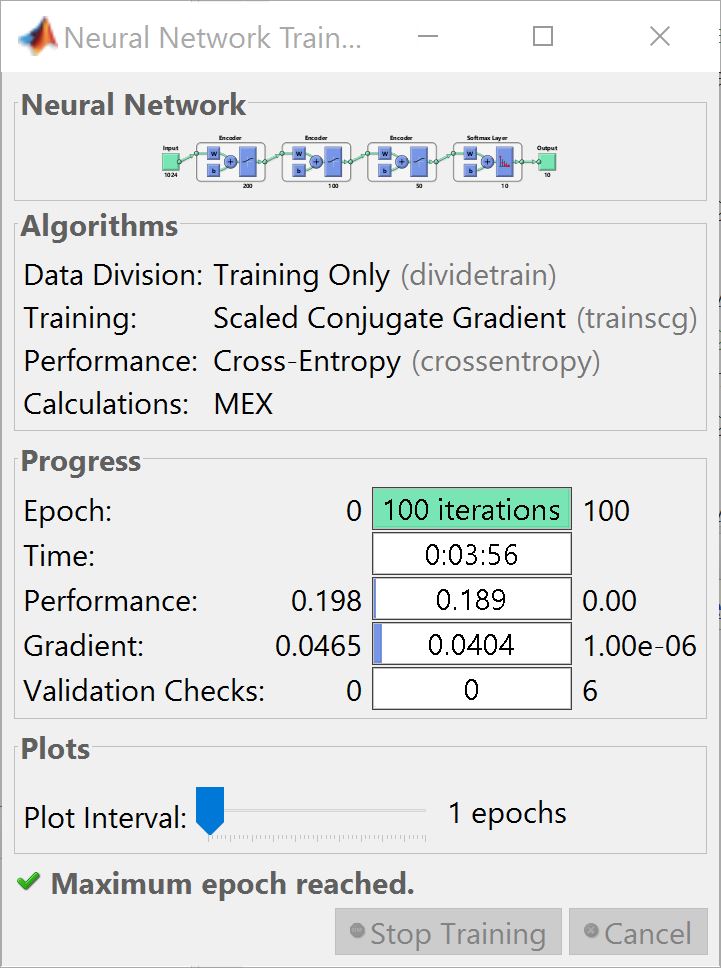 Neural Network Train...
Neural Network
Encoder Encoder Encoder Softmax Layer
Input Output
W W W W
b b b b
1024 10
200 100 50 10
Algorithms
Data Division: Training Only (dividetrain)
Training: Scaled Conjugate Gradient (trainscg)
Performance: Cross-Entropy (crossentropy)
Calculations: MEX
Progress
Epoch: 0 100 iterations 100
Time: 0:03:56
Performance: 0.198 0.189 0.00
Gradient: 0.0465 0.0404 1.00e-06
Validation Checks: 0 0 6
Plots
Plot Interval: 1 epochs
Maximum epoch reached.
Stop Training Cancel